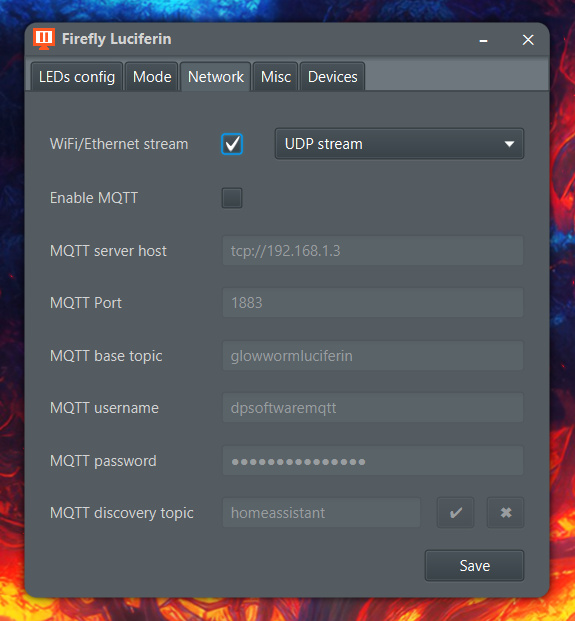 Firefly Luciferin
LEDs config Mode Network Misc Devices
WiFi/Ethernet stream UDP stream
Enable MQTT
MQTT server host tcp://192.168.1.3
MQTT Port 1883
MQTT base topic glowwormluciferin
MQTT username dpsoftwaremqtt
MQTT password ●●●●●●●●●●●●●●●
MQTT discovery topic homeassistant
Save